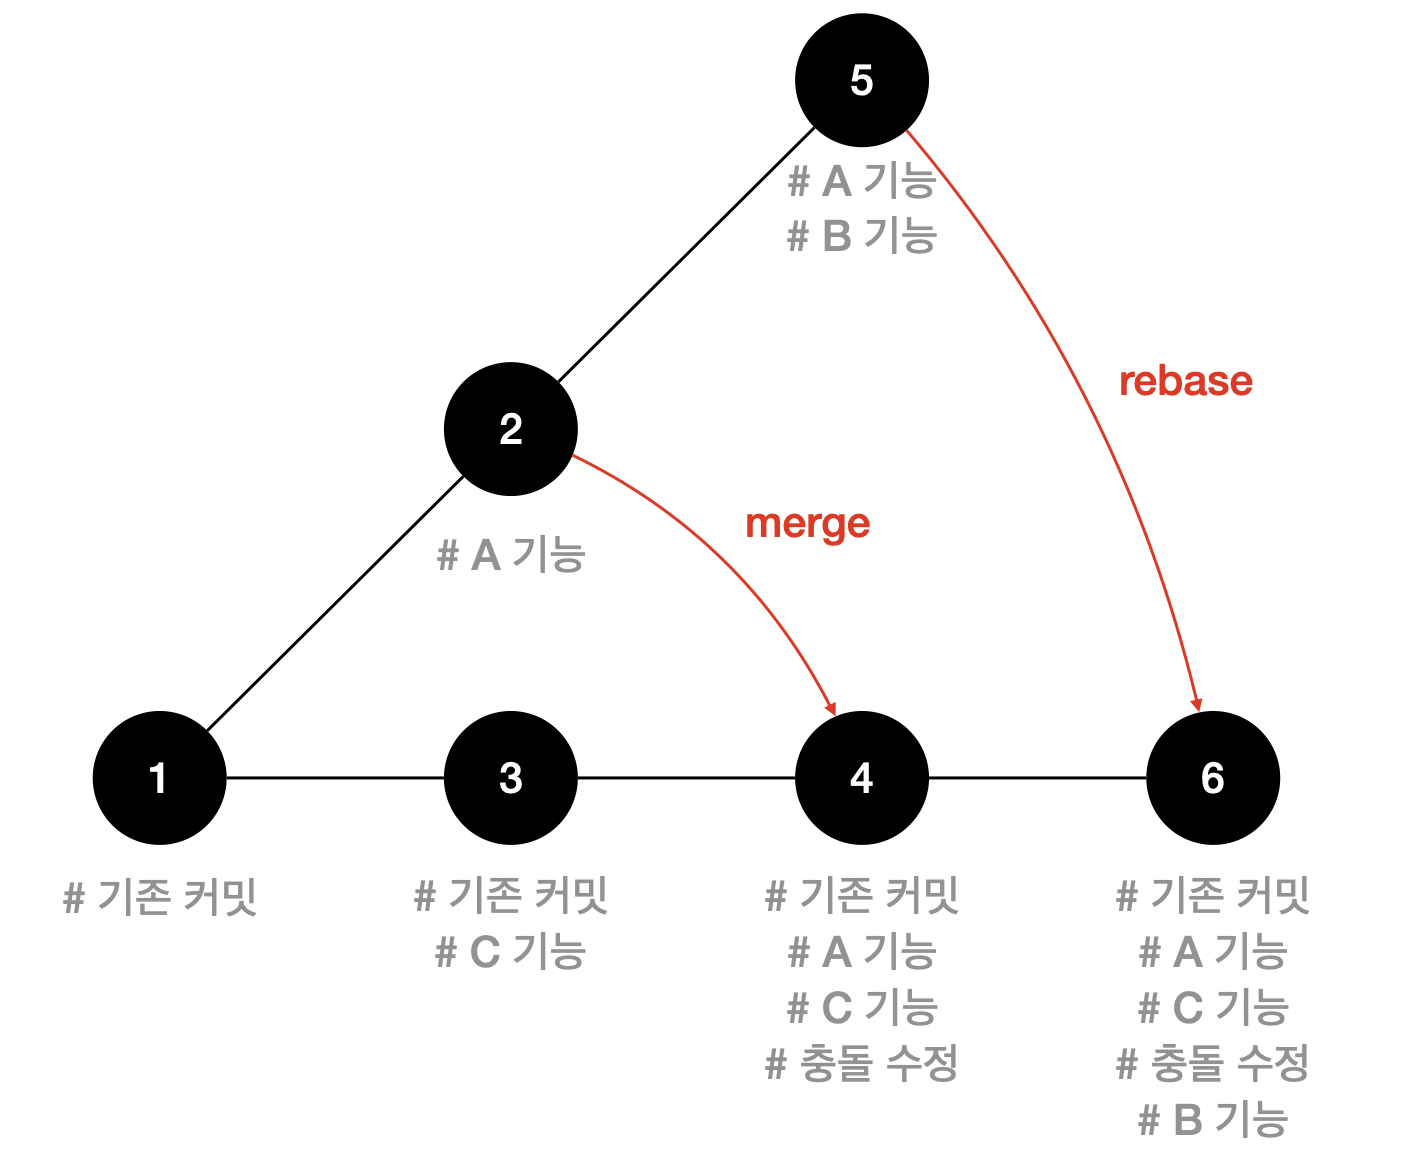 5
# A 기능
# B 기능
rebase
2
merge
# A 기능
1
3
4
6
# 기존 커밋
# 기존 커밋
# C 기능
# 기존 커밋
# A 기능
# C 기능
# 충돌 수정
# 기존 커밋
# A 기능
# C 기능
# 충돌 수정
# B 기능